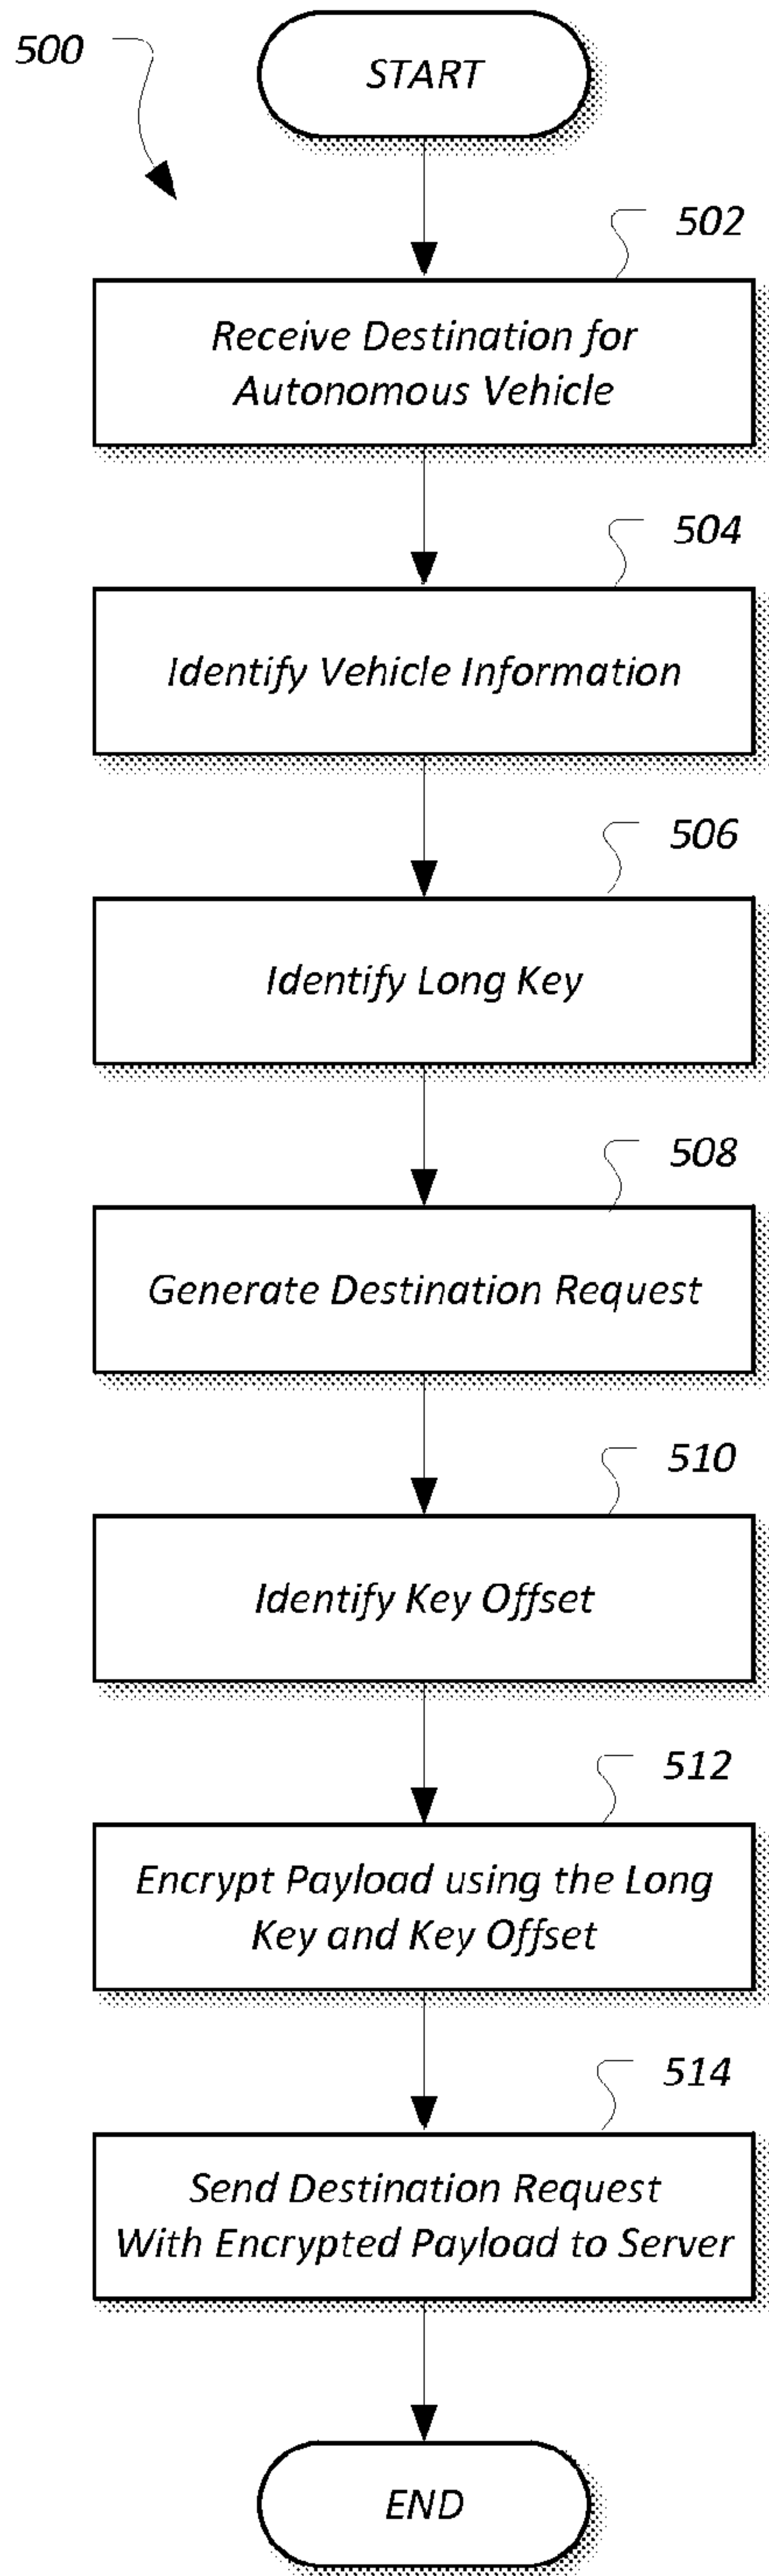 500
START
502
Receive Destination for
Autonomous Vehicle
504
Identify Vehicle Information
506
Identify Long Key
508
Generate Destination Request
510
Identify Key Offset
512
Encrypt Payload using the Long
Key and Key Offset
514
Send Destination Request
With Encrypted Payload to Server
END